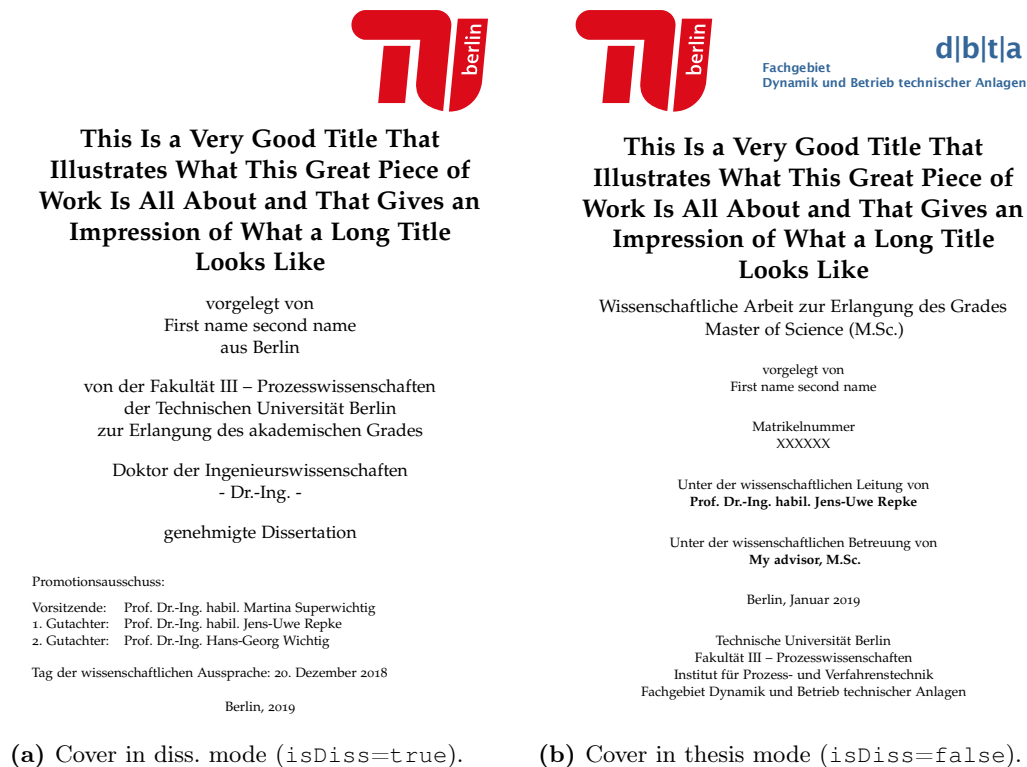 berlin
This Is a Very Good Title That
Illustrates What This Great Piece of
Work Is All About and That Gives an
Impression of What a Long Title
Looks Like
vorgelegt von
First name second name
aus Berlin
von der Fakultät III – Prozesswissenschaften
der Technischen Universität Berlin
zur Erlangung des akademischen Grades
Doktor der Ingenieurswissenschaften
- Dr.-Ing. -
genehmigte Dissertation
Promotionsausschuss:
Vorsitzende: Prof. Dr.-Ing. habil. Martina Superwichtig
1. Gutachter: Prof. Dr.-Ing. habil. Jens-Uwe Repke
2. Gutachter: Prof. Dr.-Ing. Hans-Georg Wichtig
Tag der wissenschaftlichen Aussprache: 20. Dezember 2018
Berlin, 2019
(a) Cover in diss. mode (isDiss=true).
berlin
d|b|t|a
Fachgebiet
Dynamik und Betrieb technischer Anlagen
This Is a Very Good Title That
Illustrates What This Great Piece of
Work Is All About and That Gives an
Impression of What a Long Title
Looks Like
Wissenschaftliche Arbeit zur Erlangung des Grades
Master of Science (M.Sc.)
vorgelegt von
First name second name
Matrikelnummer
XXXXXX
Unter der wissenschaftlichen Leitung von
Prof. Dr.-Ing. habil. Jens-Uwe Repke
Unter der wissenschaftlichen Betreuung von
My advisor, M.Sc.
Berlin, Januar 2019
Technische Universität Berlin
Fakultät III – Prozesswissenschaften
Institut für Prozess- und Verfahrenstechnik
Fachgebiet Dynamik und Betrieb technischer Anlagen
(b) Cover in thesis mode (isDiss=false).